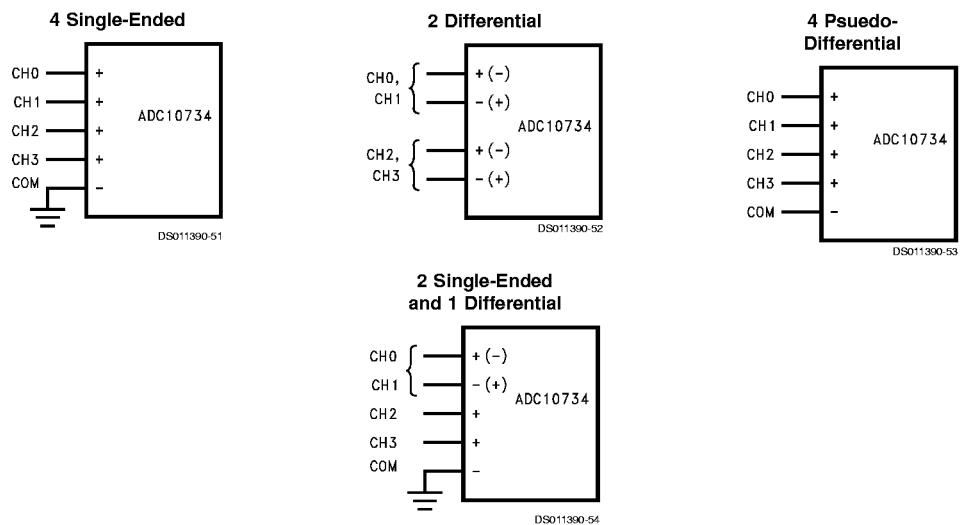 4 Single-Ended
CH0 +
CH1 +
CH2 +
CH3 +
COM -
ADC10734
DS011390-51
2 Differential
CH0, + (-)
CH1 - (+)
CH2, + (-)
CH3 - (+)
ADC10734
DS011390-52
4 Psuedo-
Differential
CH0 +
CH1 +
CH2 +
CH3 +
COM -
ADC10734
DS011390-53
2 Single-Ended
and 1 Differential
CH0 + (-)
CH1 - (+)
CH2 +
CH3 +
COM -
ADC10734
DS011390-54